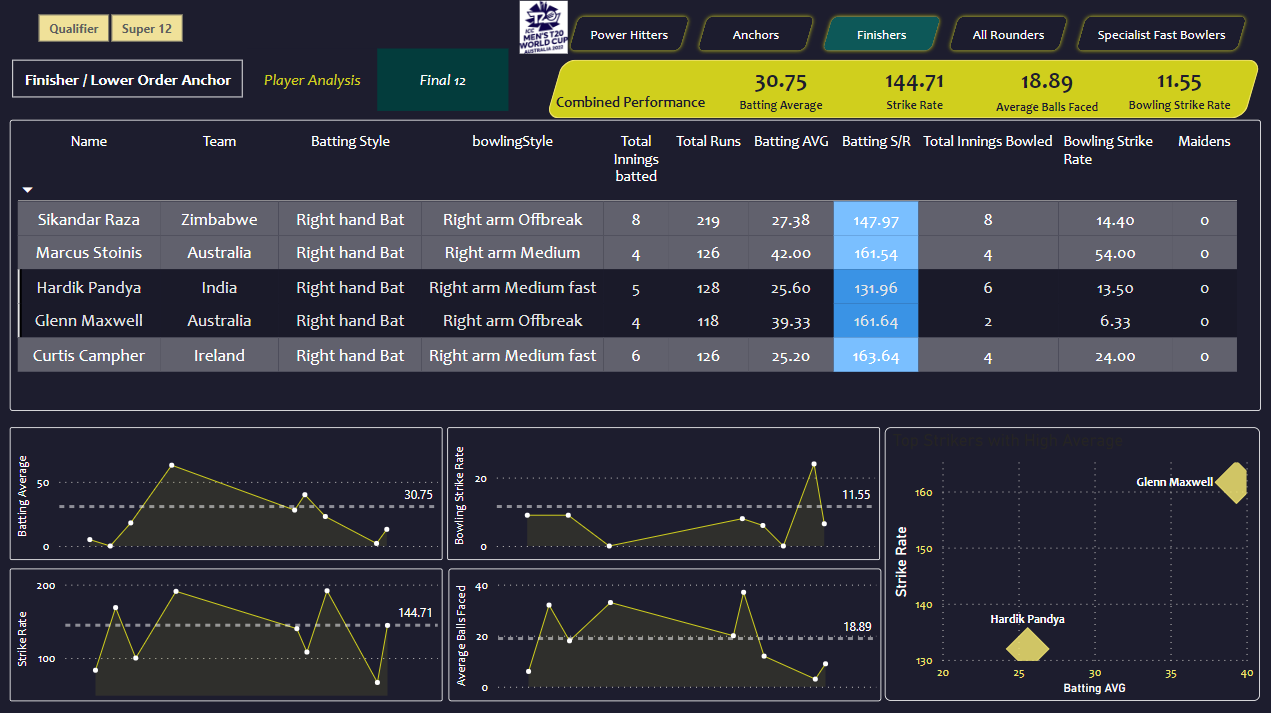 Qualifier
Super 12
ICC
MEN'S T20
WORLD CUP
AUSTRALIA 2022
Power Hitters
Anchors
Finishers
All Rounders
Specialist Fast Bowlers
Finisher / Lower Order Anchor
Player Analysis
Final 12
Combined Performance
30.75
Batting Average
144.71
Strike Rate
18.89
Average Balls Faced
11.55
Bowling Strike Rate
Name Team Batting Style bowlingStyle Total Innings batted Total Runs Batting AVG Batting S/R Total Innings Bowled Bowling Strike Rate Maidens
Sikandar Raza Zimbabwe Right hand Bat Right arm Offbreak 8 219 27.38 147.97 8 14.40 0
Marcus Stoinis Australia Right hand Bat Right arm Medium 4 126 42.00 161.54 4 54.00 0
Hardik Pandya India Right hand Bat Right arm Medium fast 5 128 25.60 131.96 6 13.50 0
Glenn Maxwell Australia Right hand Bat Right arm Offbreak 4 118 39.33 161.64 2 6.33 0
Curtis Campher Ireland Right hand Bat Right arm Medium fast 6 126 25.20 163.64 4 24.00 0
Batting Average
50
0
30.75
Bowling Strike Rate
20
0
11.55
Strike Rate
200
100
144.71
Average Balls Faced
40
20
0
18.89
Top Strikers with High Average
Strike Rate
160
150
140
130
Glenn Maxwell
Hardik Pandya
20 25 30 35 40
Batting AVG